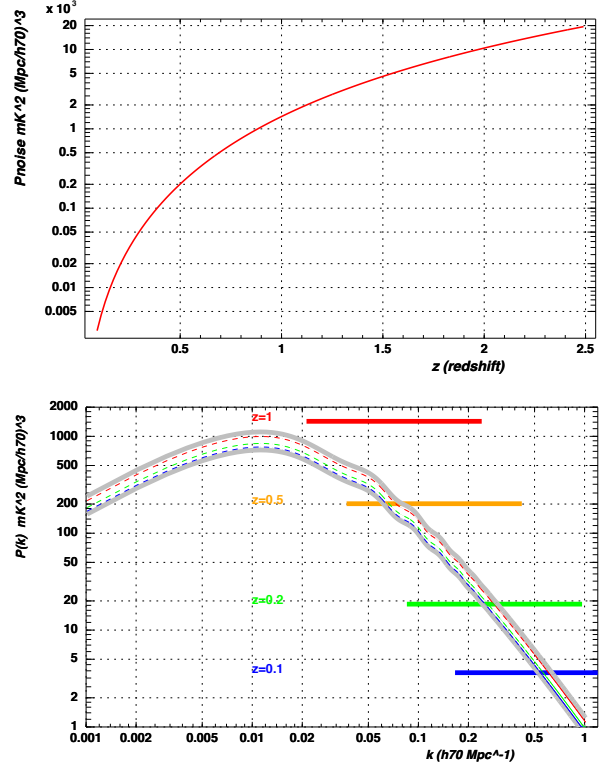 x 10^3
Pnoise mK^2 (Mpc/h70)^3
20
10
5
2
1
0.5
0.2
0.1
0.05
0.02
0.01
0.005
0.5 1 1.5 2 2.5
z (redshift)
P(k) mK^2 (Mpc/h70)^3
2000
1000
500
200
100
50
20
10
5
2
1
z=1
z=0.5
z=0.2
z=0.1
0.001 0.002 0.005 0.01 0.02 0.05 0.1 0.2 0.5 1
k (h70 Mpc^-1)